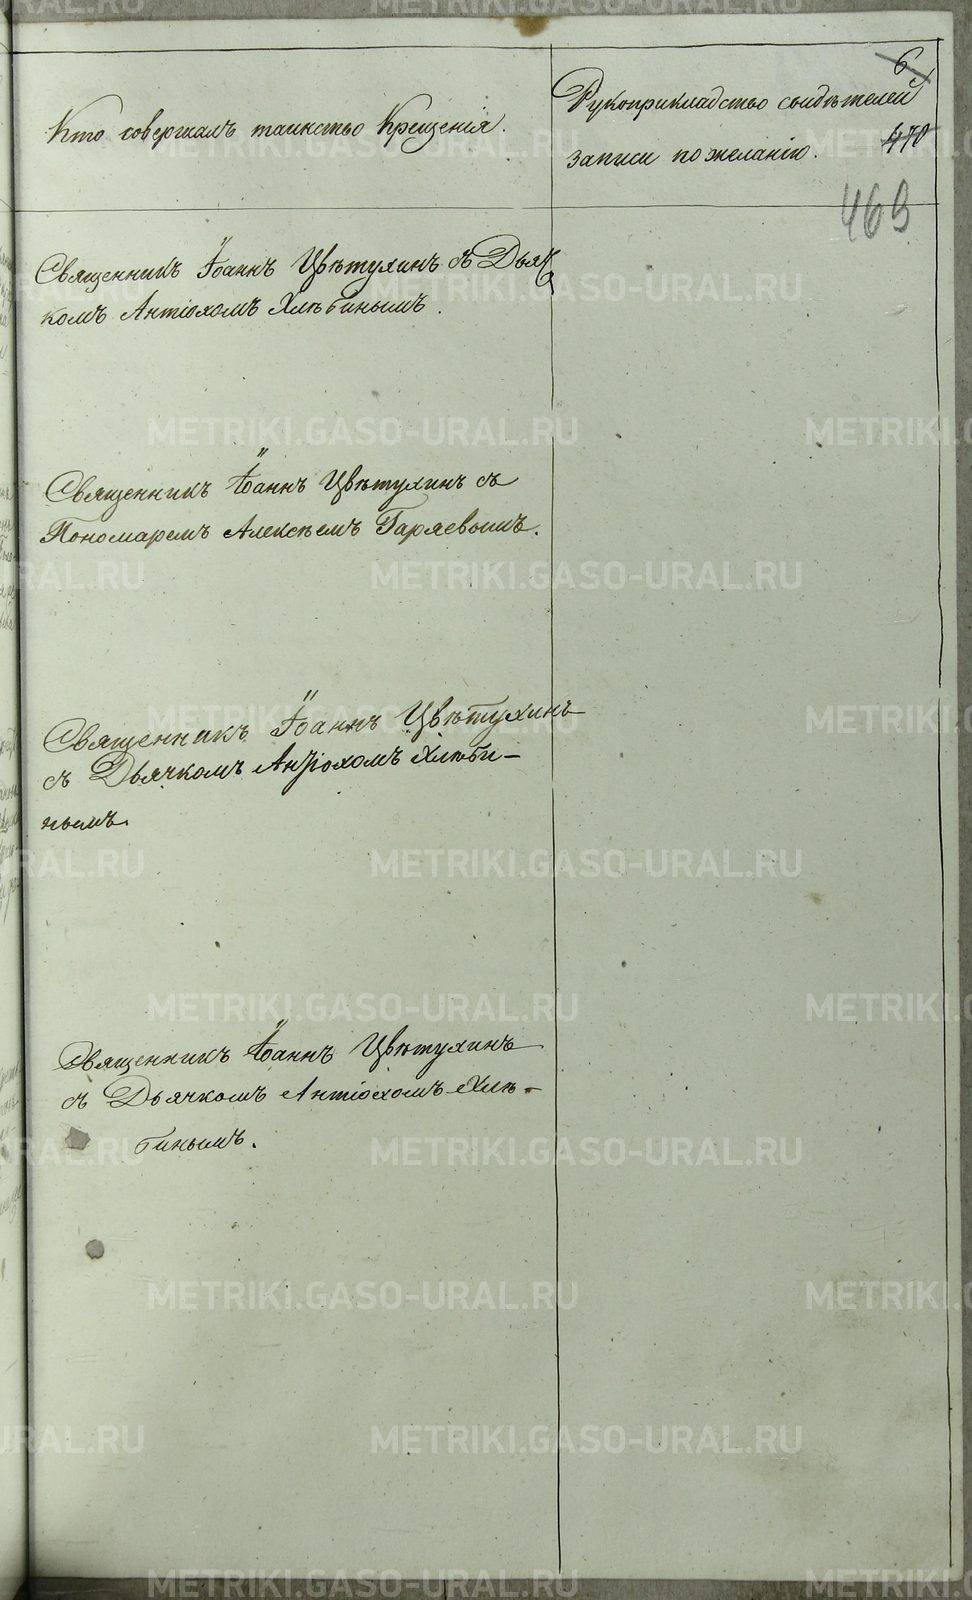 6
Кто совершалъ таинство Крещенія.
Рукоприкладство свидѣтелей
записи по желанію.
470
469
Священникъ Іоаннъ Цвѣтухинъ съ Дьяч
комъ Антіохомъ Хлѣбинымъ.
Священникъ Іоаннъ Цвѣтухинъ съ
Пономаремъ Алексѣемъ Гаряевымъ.
Священникъ Іоаннъ Цвѣтухинъ
съ Дьячкомъ Антіохомъ Хлѣби-
нымъ.
Священникъ Іоаннъ Цвѣтухинъ
съ Дьячкомъ Антіохомъ Хлѣ-
бинымъ.
METRIKI.GASO-URAL.RU